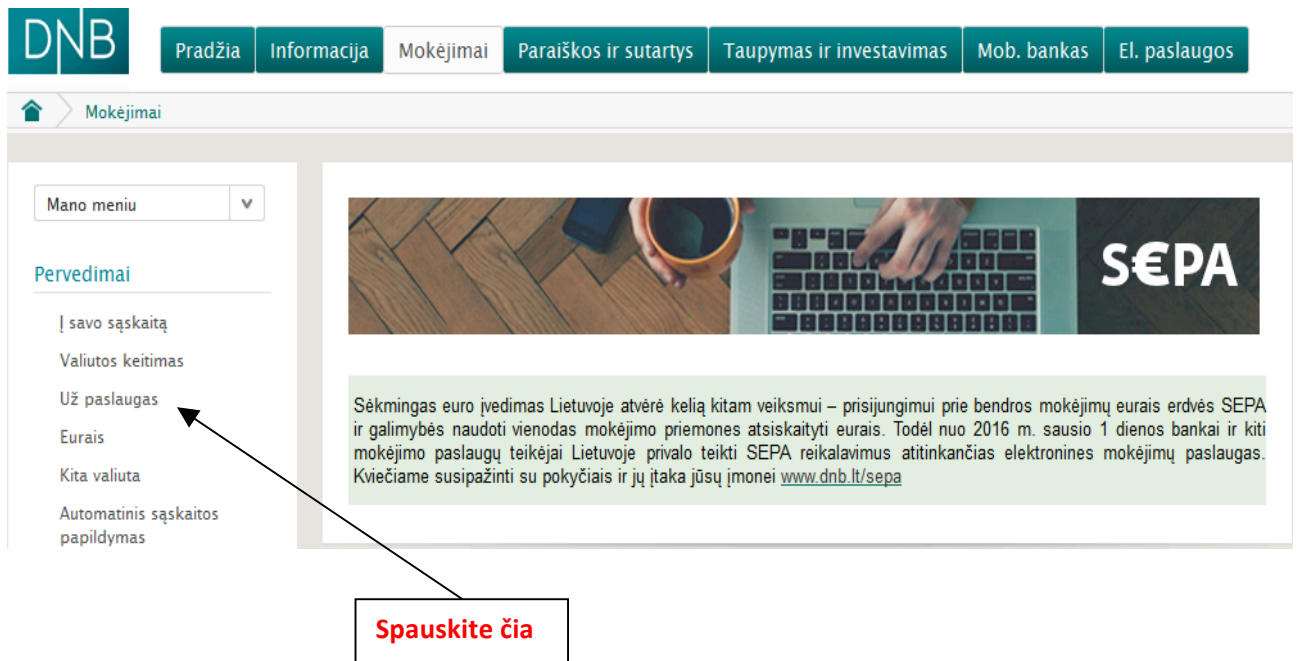 DNB
Pradžia Informacija Mokėjimai Paraiškos ir sutartys Taupymas ir investavimas Mob. bankas El. paslaugos
Mokėjimai
Mano meniu
Pervedimai
Į savo sąskaitą
Valiutos keitimas
Už paslaugas
Eurais
Kita valiuta
Automatinis sąskaitos
papildymas
S€PA
Sėkmingas euro įvedimas Lietuvoje atvėrė kelią kitam veiksmui – prisijungimui prie bendros mokėjimų eurais erdvės SEPA
ir galimybės naudoti vienodas mokėjimo priemones atsiskaityti eurais. Todėl nuo 2016 m. sausio 1 dienos bankai ir kiti
mokėjimo paslaugų teikėjai Lietuvoje privalo teikti SEPA reikalavimus atitinkančias elektronines mokėjimų paslaugas.
Kviečiame susipažinti su pokyčiais ir jų įtaka jūsų įmonei www.dnb.lt/sepa
Spauskite čia